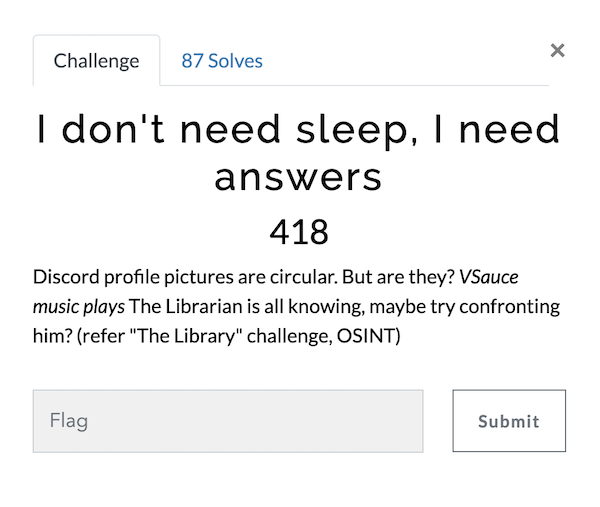 Challenge
87 Solves
×
I don't need sleep, I need
answers
418
Discord profile pictures are circular. But are they? VSauce
music plays The Librarian is all knowing, maybe try confronting
him? (refer "The Library" challenge, OSINT)
Flag
Submit